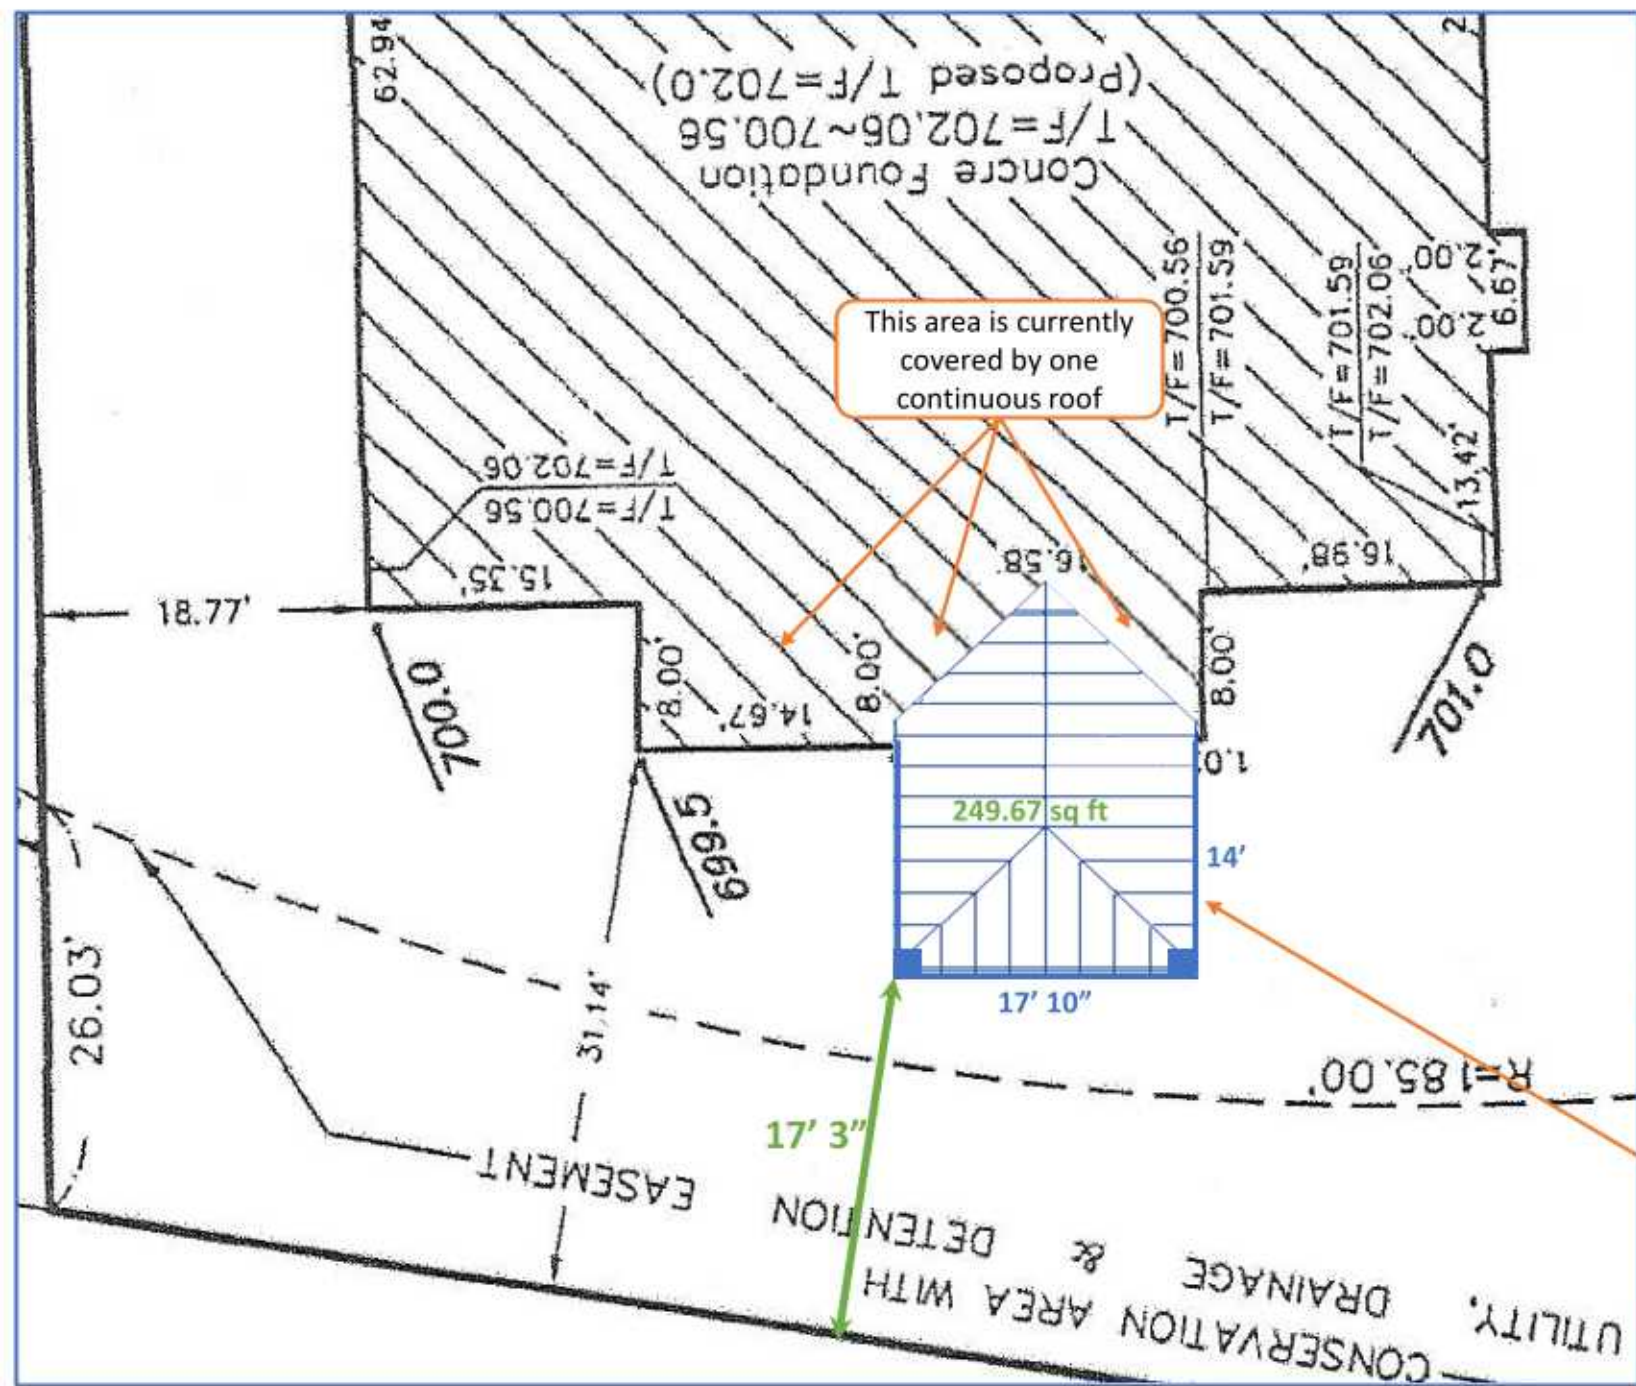 62.94
2
(Proposed T/F=702.0)
T/F=702.06~700.56
Concre Foundation
This area is currently
covered by one
continuous roof
T/F=700.56
T/F=701.59
T/F=701.59
T/F=702.06
2.00'
2.00'
6.67'
13.42'
T/F=702.06
T/F=700.56
15.35'
16.58'
16.98'
18.77'
8.00'
8.00'
8.00'
14.67'
700.0
699.5
701.0
1.0
249.67 sq ft
14'
17' 10"
26.03'
31.14'
R=185.00'
17' 3"
EASEMENT
DRAINAGE & DETENTION
UTILITY,
CONSERVATION AREA WITH